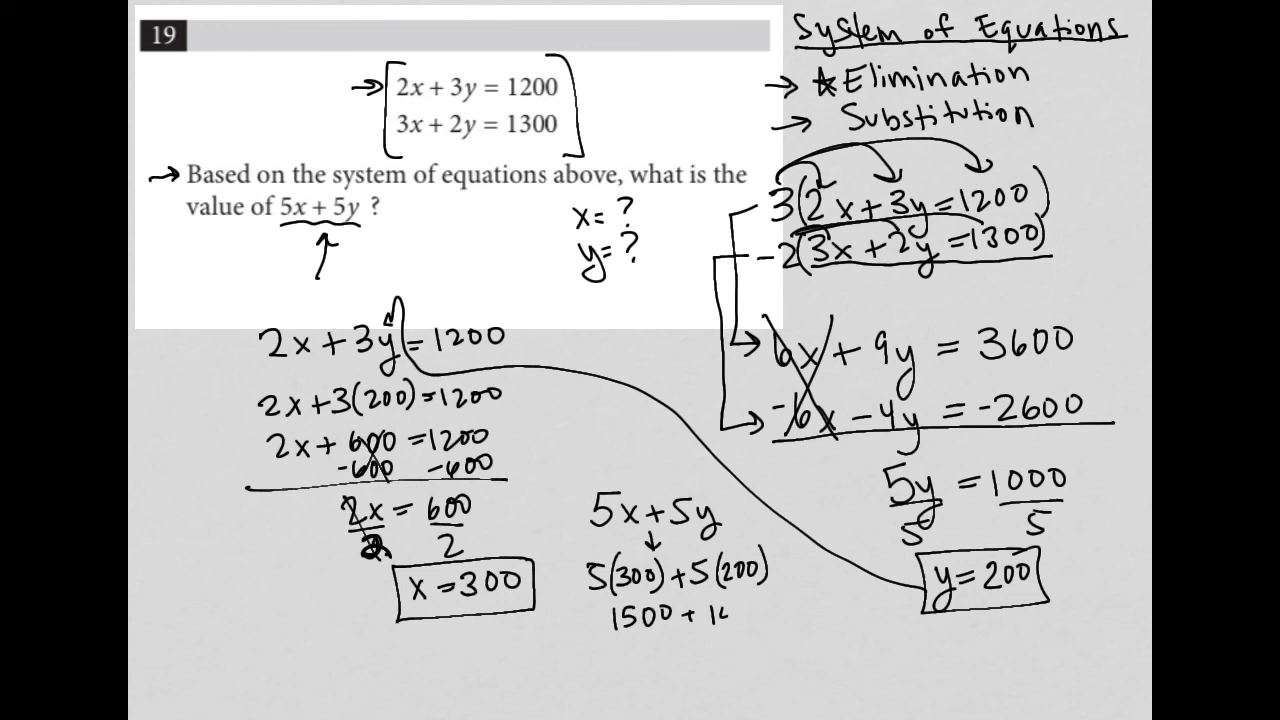 19
2x + 3y = 1200
3x + 2y = 1300
Based on the system of equations above, what is the
value of 5x + 5y ?
x = ?
y = ?
System of Equations
→ ★ Elimination
→ Substitution
3(2x + 3y = 1200)
-2(3x + 2y = 1300)
6x + 9y = 3600
-6x - 4y = -2600
5y = 1000
5 5
y = 200
2x + 3y = 1200
2x + 3(200) = 1200
2x + 600 = 1200
-600 -600
2x = 600
2 2
x = 300
5x + 5y
5(300) + 5(200)
1500 + 1